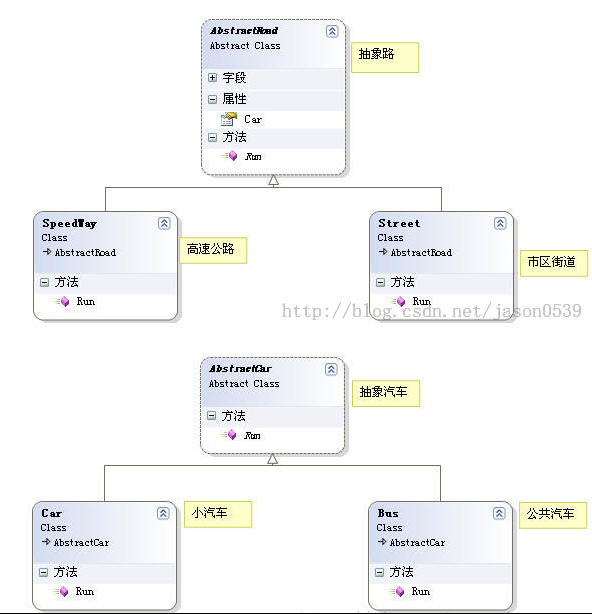 AbstractRoad
Abstract Class
抽象路
字段
属性
Car
方法
Run
SpeedWay
Class
AbstractRoad
高速公路
方法
Run
Street
Class
AbstractRoad
市区街道
方法
Run
http://blog.csdn.net/jason0539
AbstractCar
Abstract Class
抽象汽车
方法
Run
Car
Class
AbstractCar
小汽车
方法
Run
Bus
Class
AbstractCar
公共汽车
方法
Run